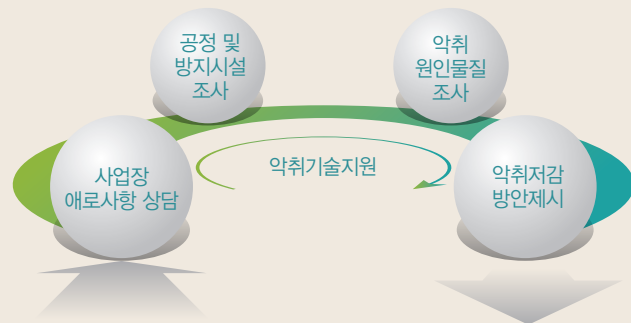 공정 및
방지시설
조사
악취
원인물질
조사
사업장
애로사항 상담
악취기술지원
악취저감
방안제시